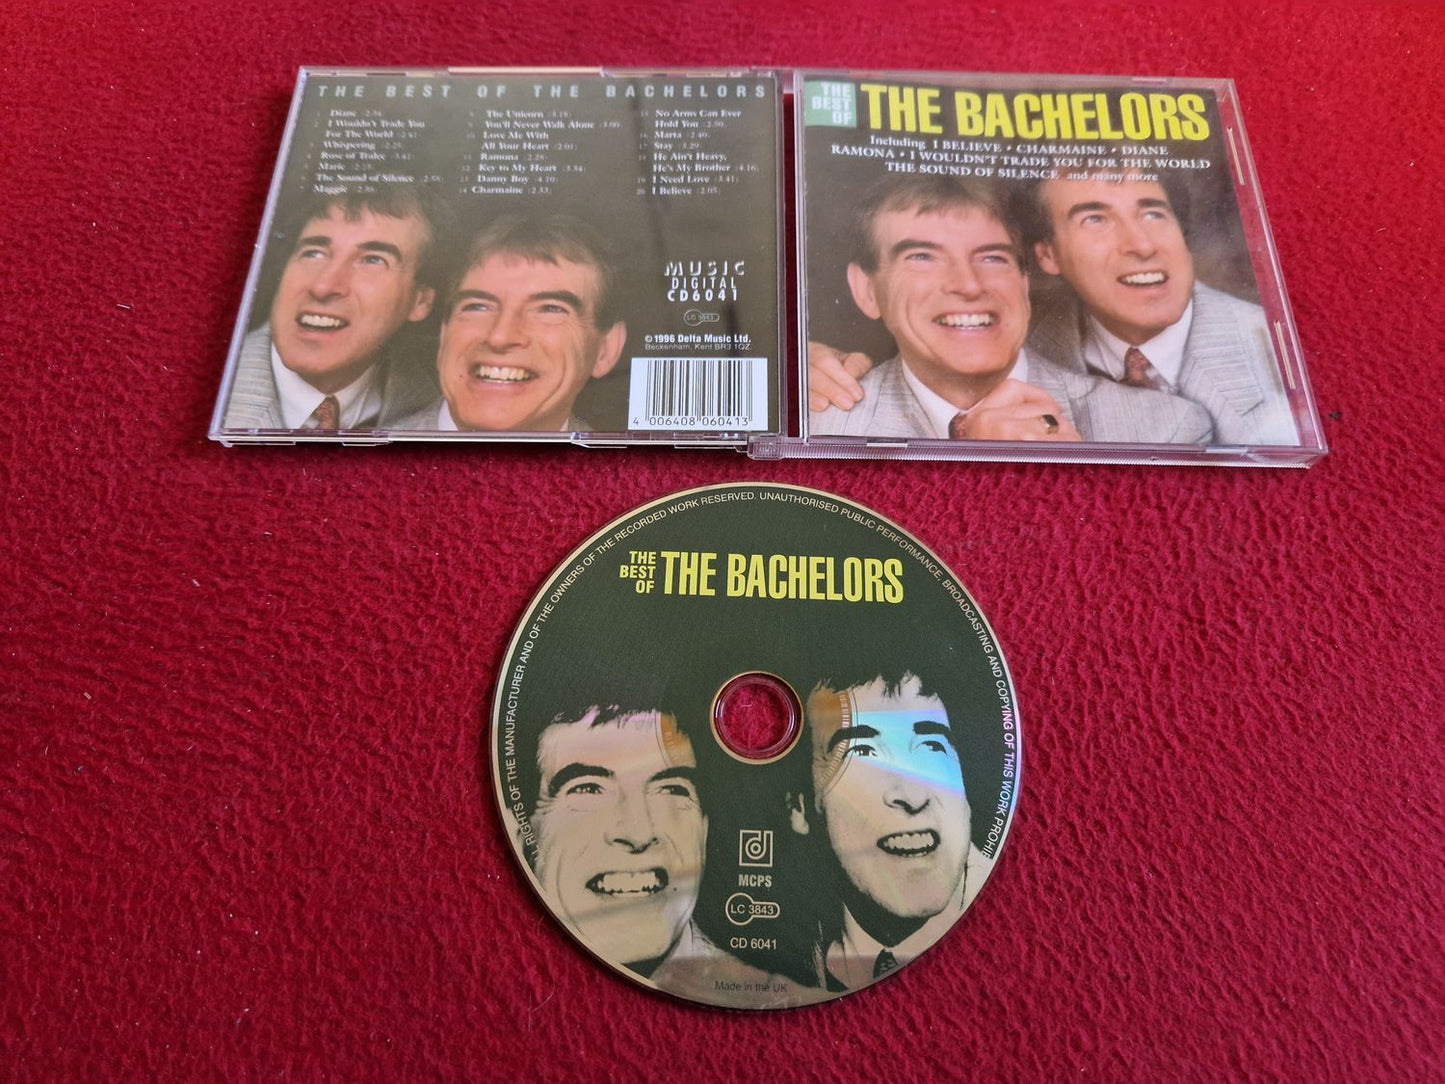 THE BEST OF THE BACHELORS
1 Diane (2.54)
2 I Wouldn't Trade You
For The World (2.43)
3 Whispering (2.25)
4 Rose of Tralee (3.41)
5 Marie (2.17)
6 The Sound of Silence (2.58)
7 Maggie (2.38)
8 The Unicorn (3.18)
9 You'll Never Walk Alone (3.00)
10 Love Me With
All Your Heart (2.01)
11 Ramona (2.28)
12 Key to My Heart (3.34)
13 Danny Boy (4.10)
14 Charmaine (2.33)
15 No Arms Can Ever
Hold You (2.50)
16 Marta (2.46)
17 Stay (3.29)
18 He Ain't Heavy,
He's My Brother (4.16)
19 I Need Love (3.41)
20 I Believe (2.05)
MUSIC
DIGITAL
CD6041
LC 3843
© 1996 Delta Music Ltd.
Beckenham, Kent BR3 1QZ.
4 006408 060413
THE
BEST
OF
THE BACHELORS
Including I BELIEVE • CHARMAINE • DIANE
RAMONA • I WOULDN'T TRADE YOU FOR THE WORLD
THE SOUND OF SILENCE and many more
RIGHTS OF THE MANUFACTURER AND OF THE OWNERS OF THE RECORDED WORK RESERVED. UNAUTHORISED PUBLIC PERFORMANCE, BROADCASTING AND COPYING OF THIS WORK PROHIB
THE
BEST
OF
THE BACHELORS
MCPS
LC 3843
CD 6041
Made in the UK